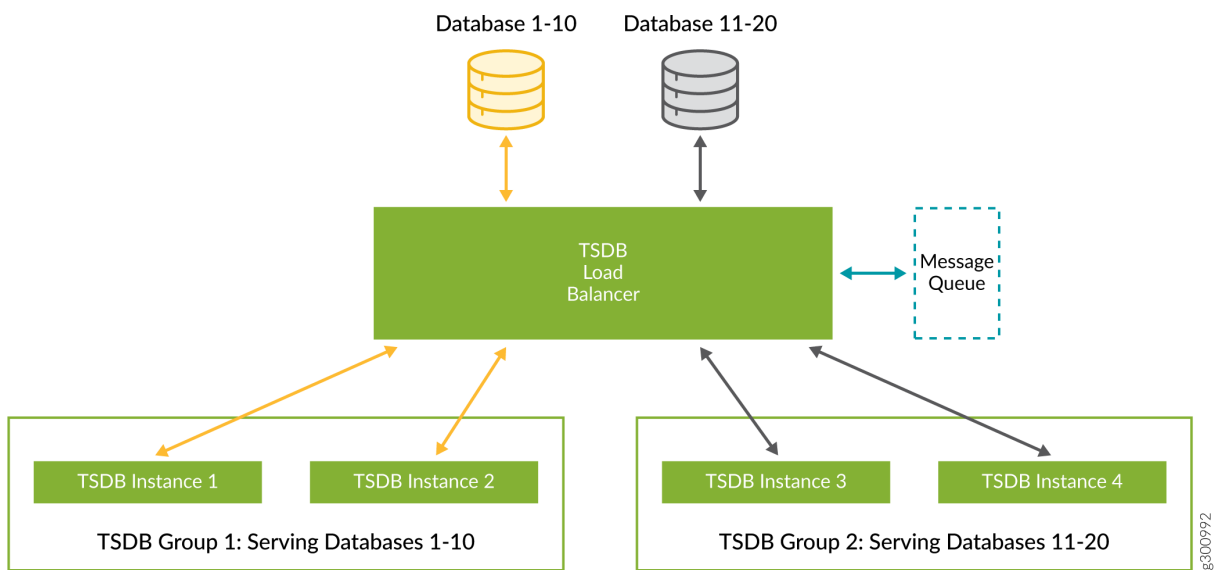 Database 1-10
Database 11-20
TSDB
Load
Balancer
Message
Queue
TSDB Instance 1
TSDB Instance 2
TSDB Instance 3
TSDB Instance 4
TSDB Group 1: Serving Databases 1-10
TSDB Group 2: Serving Databases 11-20
g300992